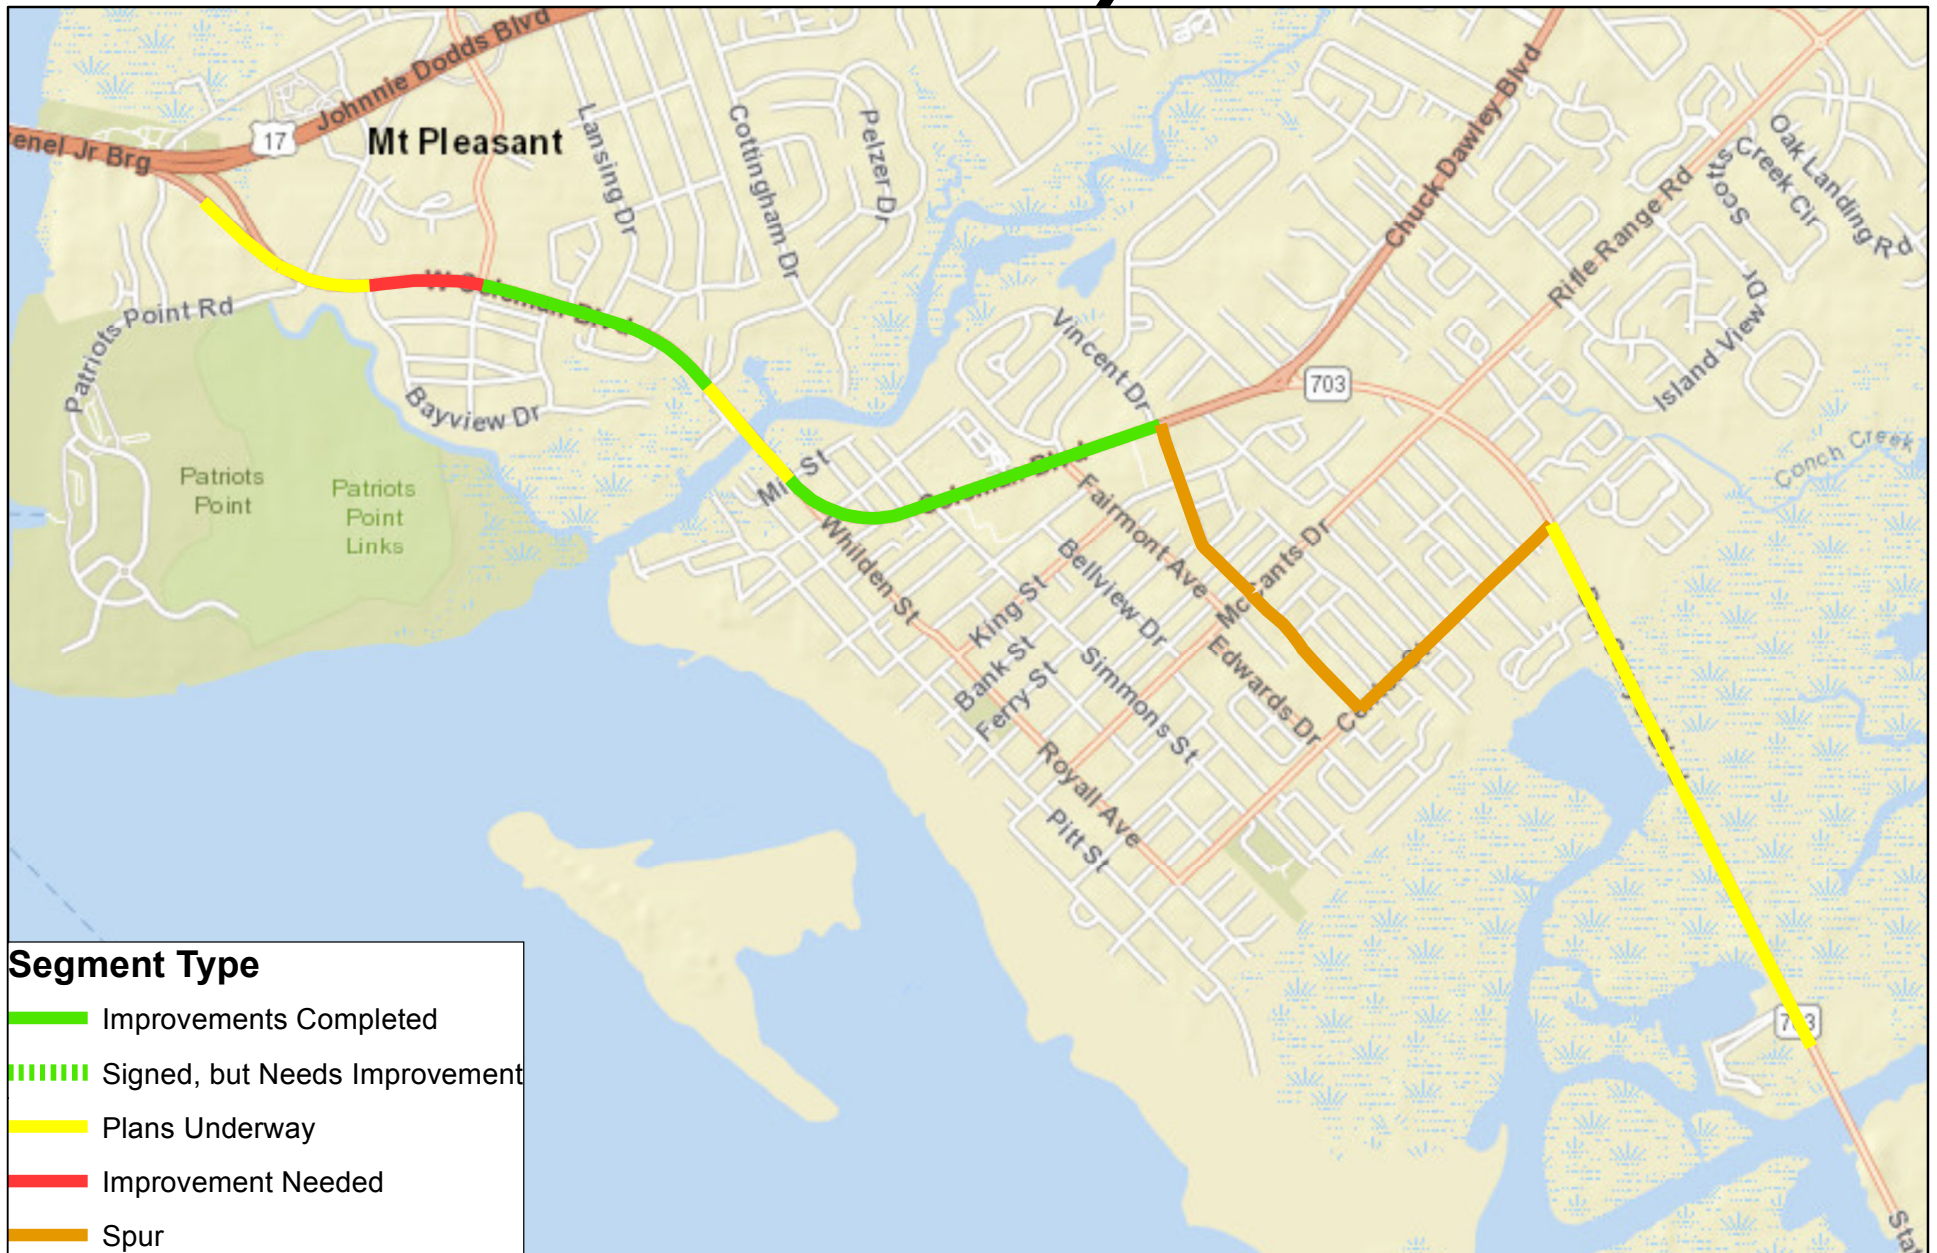 Johnnie Dodds Blvd
enel Jr Brg
17
Mt Pleasant
Lansing Dr
Cottingham Dr
Pelzer Dr
Chuck Dawley Blvd
Rifle Range Rd
Oak Landing Rd
Scotts
Creek Cir
Island View Dr
Conch Creek
703
Vincent Dr
Patriots Point Rd
Bayview Dr
Patriots
Point
Patriots
Point
Links
Whilden St
Fairmont Ave
Bellview Dr
King St
Bank St
Ferry St
Simmons St
Edwards Dr
Royall Ave
Pitt St
703
Segment Type
Improvements Completed
Signed, but Needs Improvement
Plans Underway
Improvement Needed
Spur